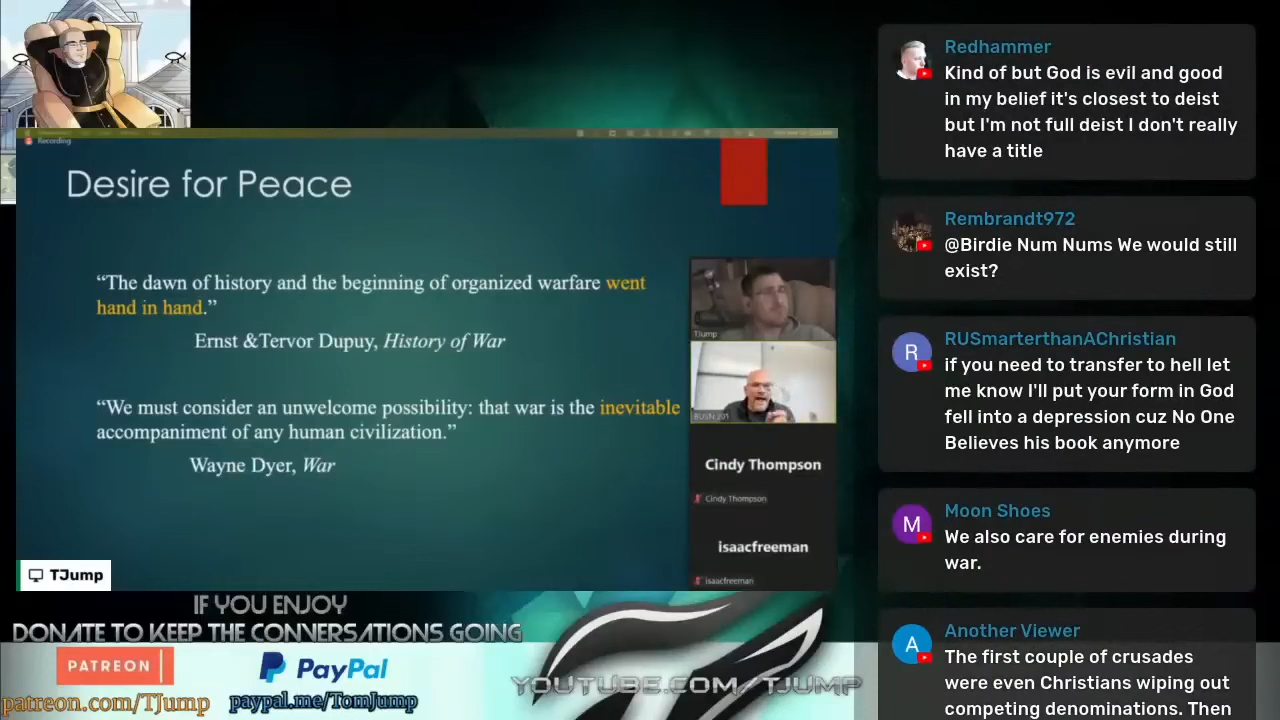 Recording
Desire for Peace
“The dawn of history and the beginning of organized warfare went
hand in hand.”
Ernst &Tervor Dupuy, History of War
“We must consider an unwelcome possibility: that war is the inevitable
accompaniment of any human civilization.”
Wayne Dyer, War
TJump
Cindy Thompson
Cindy Thompson
isaacfreeman
isaacfreeman
TJump
IF YOU ENJOY
DONATE TO KEEP THE CONVERSATIONS GOING
PATREON
patreon.com/TJump
PayPal
paypal.me/TomJump
YOUTUBE.COM/TJUMP
Redhammer
Kind of but God is evil and good
in my belief it's closest to deist
but I'm not full deist I don't really
have a title
Rembrandt972
@Birdie Num Nums We would still
exist?
R
RUSmarterthanAChristian
if you need to transfer to hell let
me know I'll put your form in God
fell into a depression cuz No One
Believes his book anymore
M
Moon Shoes
We also care for enemies during
war.
A
Another Viewer
The first couple of crusades
were even Christians wiping out
competing denominations. Then